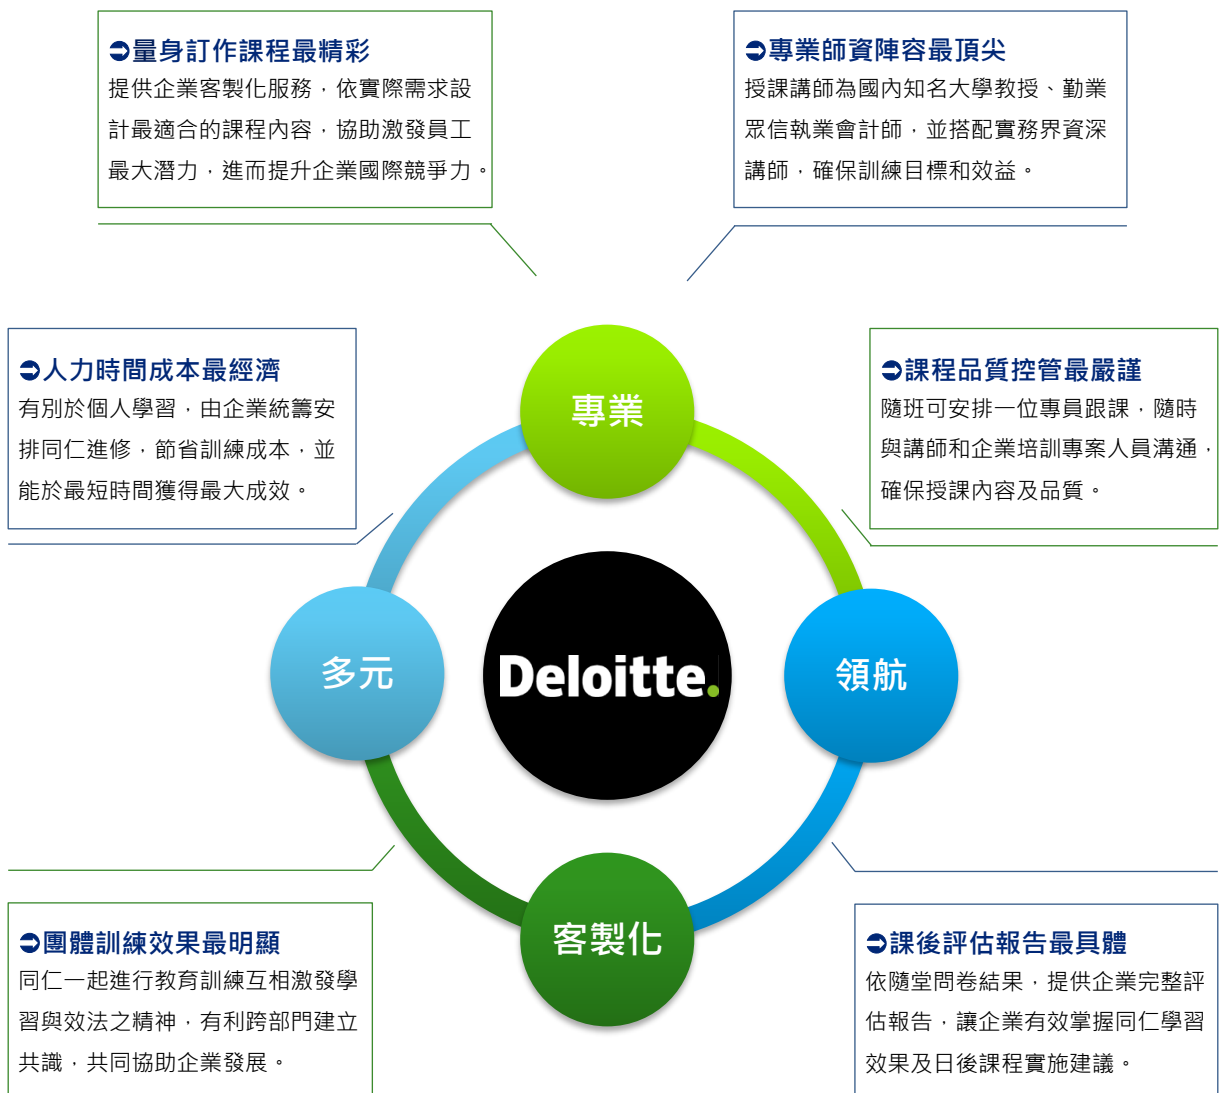 ➲量身訂作課程最精彩
提供企業客製化服務，依實際需求設
計最適合的課程內容，協助激發員工
最大潛力，進而提升企業國際競爭力。
➲專業師資陣容最頂尖
授課講師為國內知名大學教授、勤業
眾信執業會計師，並搭配實務界資深
講師，確保訓練目標和效益。
➲人力時間成本最經濟
有別於個人學習，由企業統籌安
排同仁進修，節省訓練成本，並
能於最短時間獲得最大成效。
➲課程品質控管最嚴謹
隨班可安排一位專員跟課，隨時
與講師和企業培訓專案人員溝通，
確保授課內容及品質。
專業
多元
Deloitte.
領航
客製化
➲團體訓練效果最明顯
同仁一起進行教育訓練互相激發學
習與效法之精神，有利跨部門建立
共識，共同協助企業發展。
➲課後評估報告最具體
依隨堂問卷結果，提供企業完整評
估報告，讓企業有效掌握同仁學習
效果及日後課程實施建議。